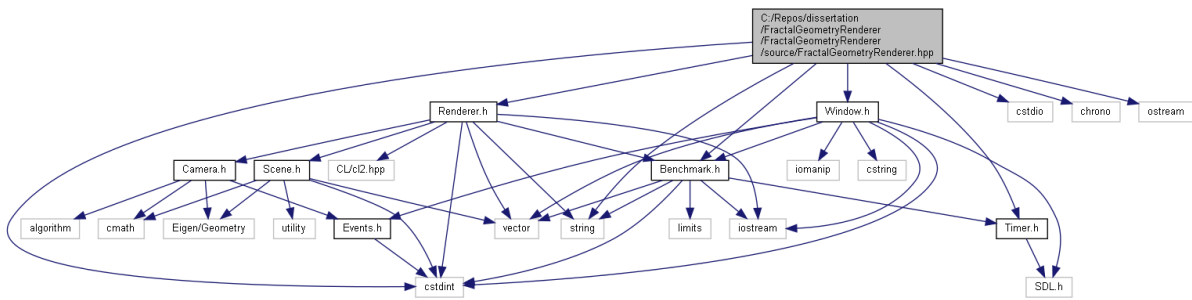 C:/Repos/dissertation
/FractalGeometryRenderer
/FractalGeometryRenderer
/source/FractalGeometryRenderer.hpp
Renderer.h
Window.h
cstdio
chrono
ostream
Camera.h
Scene.h
CL/cl2.hpp
Benchmark.h
iomanip
cstring
algorithm
cmath
Eigen/Geometry
utility
Events.h
vector
string
limits
iostream
Timer.h
cstdint
SDL.h